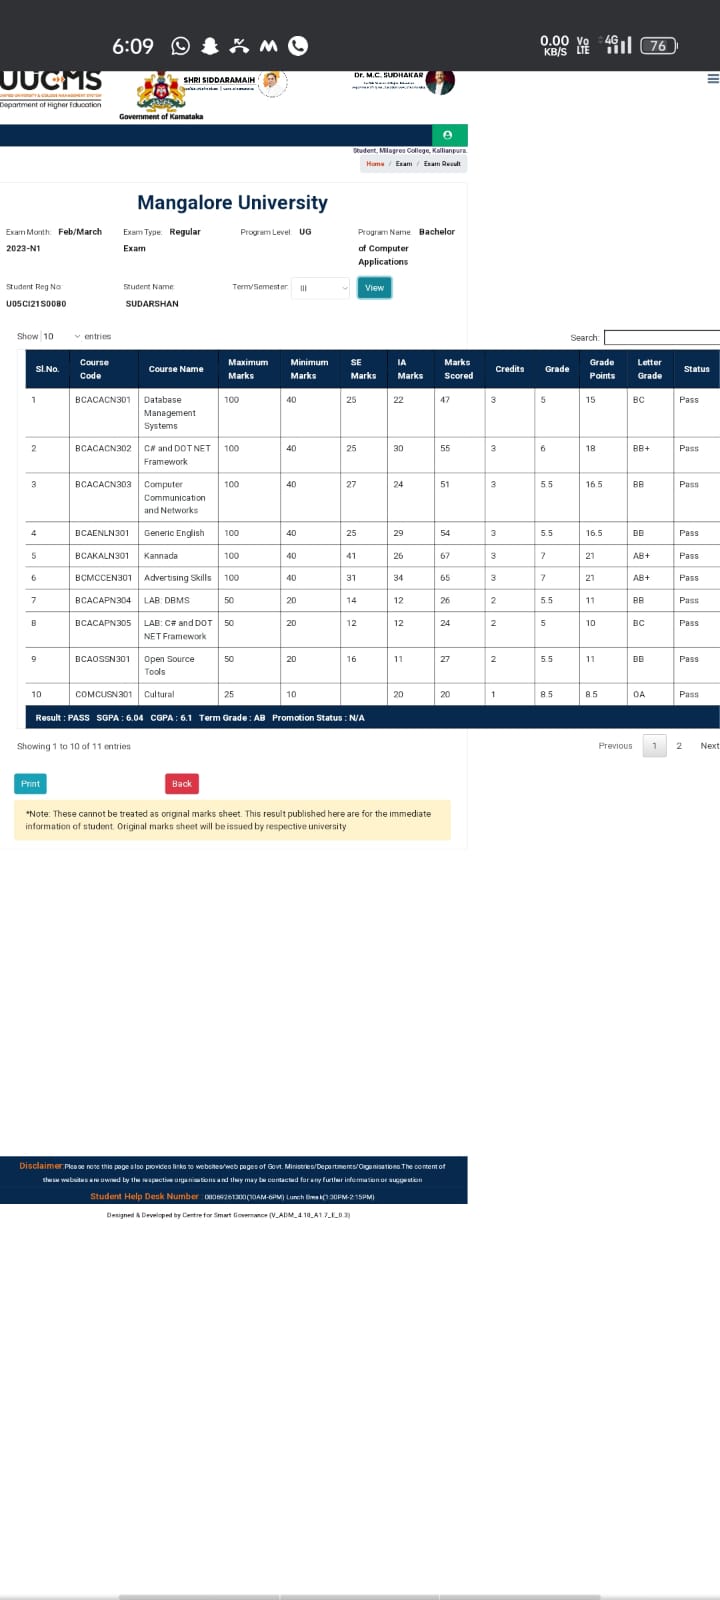 6:09 0.00 KB/S Vo LTE 4G 76
UUCMS
Department of Higher Education
SHRI SIDDARAMAIH
Government of Karnataka
Dr. M.C. SUDHAKAR
Student, Milagres College, Kallianpura.
Home / Exam / Exam Result
Mangalore University
Exam Month: Feb/March 2023-N1
Exam Type: Regular Exam
Program Level: UG
Program Name: Bachelor of Computer Applications
Student Reg No: U05CI21S0080
Student Name: SUDARSHAN
Term/Semester: III View
Show 10 entries Search:
Sl.No. Course Code Course Name Maximum Marks Minimum Marks SE Marks IA Marks Marks Scored Credits Grade Grade Points Letter Grade Status
1 BCACACN301 Database Management Systems 100 40 25 22 47 3 5 15 BC Pass
2 BCACACN302 C# and DOT NET Framework 100 40 25 30 55 3 6 18 BB+ Pass
3 BCACACN303 Computer Communication and Networks 100 40 27 24 51 3 5.5 16.5 BB Pass
4 BCAENLN301 Generic English 100 40 25 29 54 3 5.5 16.5 BB Pass
5 BCAKALN301 Kannada 100 40 41 26 67 3 7 21 AB+ Pass
6 BCMCCEN301 Advertising Skills 100 40 31 34 65 3 7 21 AB+ Pass
7 BCACAPN304 LAB: DBMS 50 20 14 12 26 2 5.5 11 BB Pass
8 BCACAPN305 LAB: C# and DOT NET Framework 50 20 12 12 24 2 5 10 BC Pass
9 BCAOSSN301 Open Source Tools 50 20 16 11 27 2 5.5 11 BB Pass
10 COMCUSN301 Cultural 25 10 20 20 1 8.5 8.5 OA Pass
Result : PASS SGPA : 6.04 CGPA : 6.1 Term Grade : AB Promotion Status : N/A
Showing 1 to 10 of 11 entries Previous 1 2 Next
Print Back
*Note: These cannot be treated as original marks sheet. This result published here are for the immediate
information of student. Original marks sheet will be issued by respective university
Disclaimer:Please note this page also provides links to websites/web pages of Govt. Ministries/Departments/Organisations.The content of
these websites are owned by the respective organisations and they may be contacted for any further information or suggestion
Student Help Desk Number : 08069261300(10AM-6PM) Lunch Break(1:30PM-2:15PM)
Designed & Developed by Centre for Smart Governance (V_ADM_4.10_A1.7_E_0.3)